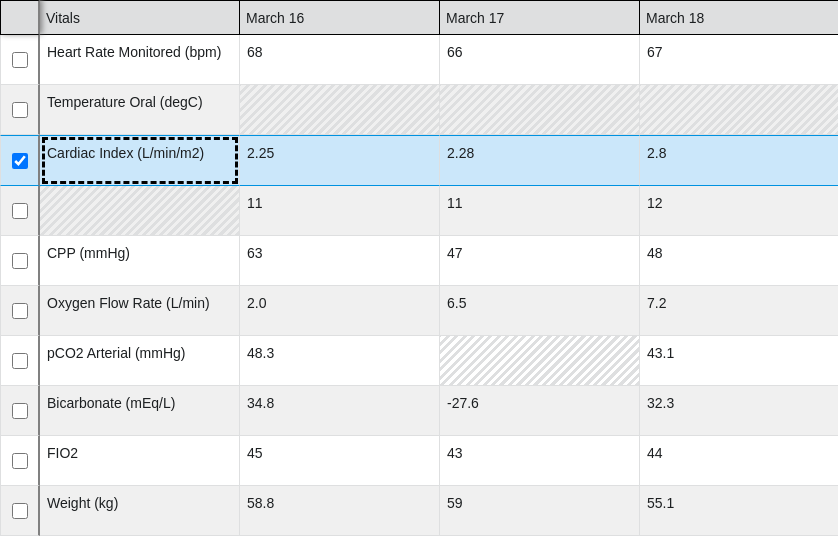 Vitals March 16 March 17 March 18
Heart Rate Monitored (bpm) 68 66 67
Temperature Oral (degC)
Cardiac Index (L/min/m2) 2.25 2.28 2.8
11 11 12
CPP (mmHg) 63 47 48
Oxygen Flow Rate (L/min) 2.0 6.5 7.2
pCO2 Arterial (mmHg) 48.3 43.1
Bicarbonate (mEq/L) 34.8 -27.6 32.3
FIO2 45 43 44
Weight (kg) 58.8 59 55.1